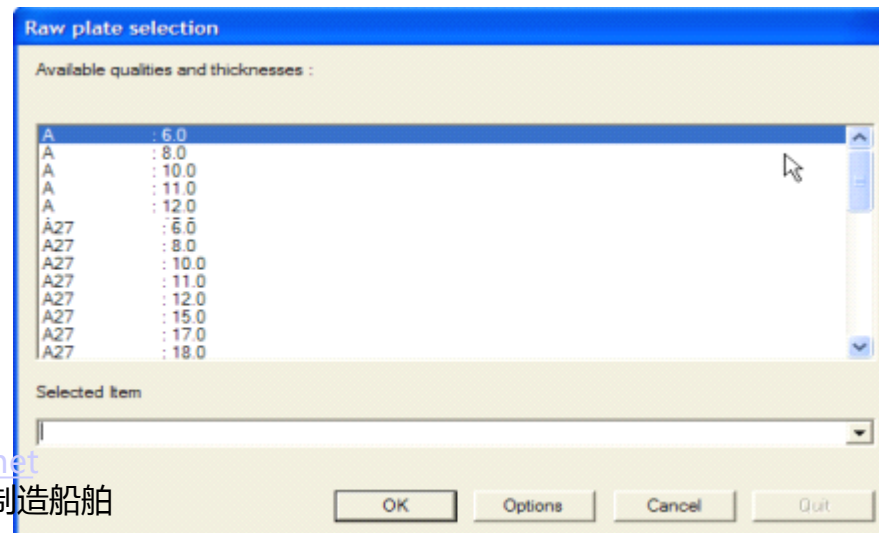 Raw plate selection
Available qualities and thicknesses :
A : 6.0
A : 8.0
A : 10.0
A : 11.0
A : 12.0
A27 : 6.0
A27 : 8.0
A27 : 10.0
A27 : 11.0
A27 : 12.0
A27 : 15.0
A27 : 17.0
A27 : 18.0
Selected Item
net
制造船舶
OK Options Cancel Quit